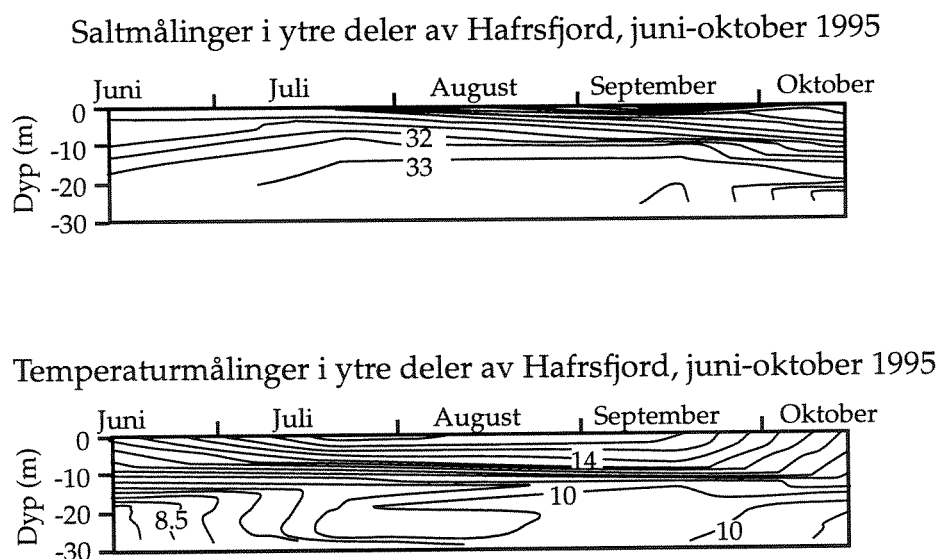 Saltmålinger i ytre deler av Hafrsfjord, juni-oktober 1995
Juni Juli August September Oktober
0
-10
-20
-30
Dyp (m)
32
33
Temperaturmålinger i ytre deler av Hafrsfjord, juni-oktober 1995
Juni Juli August September Oktober
0
-10
-20
-30
Dyp (m)
14
10
8.5
10